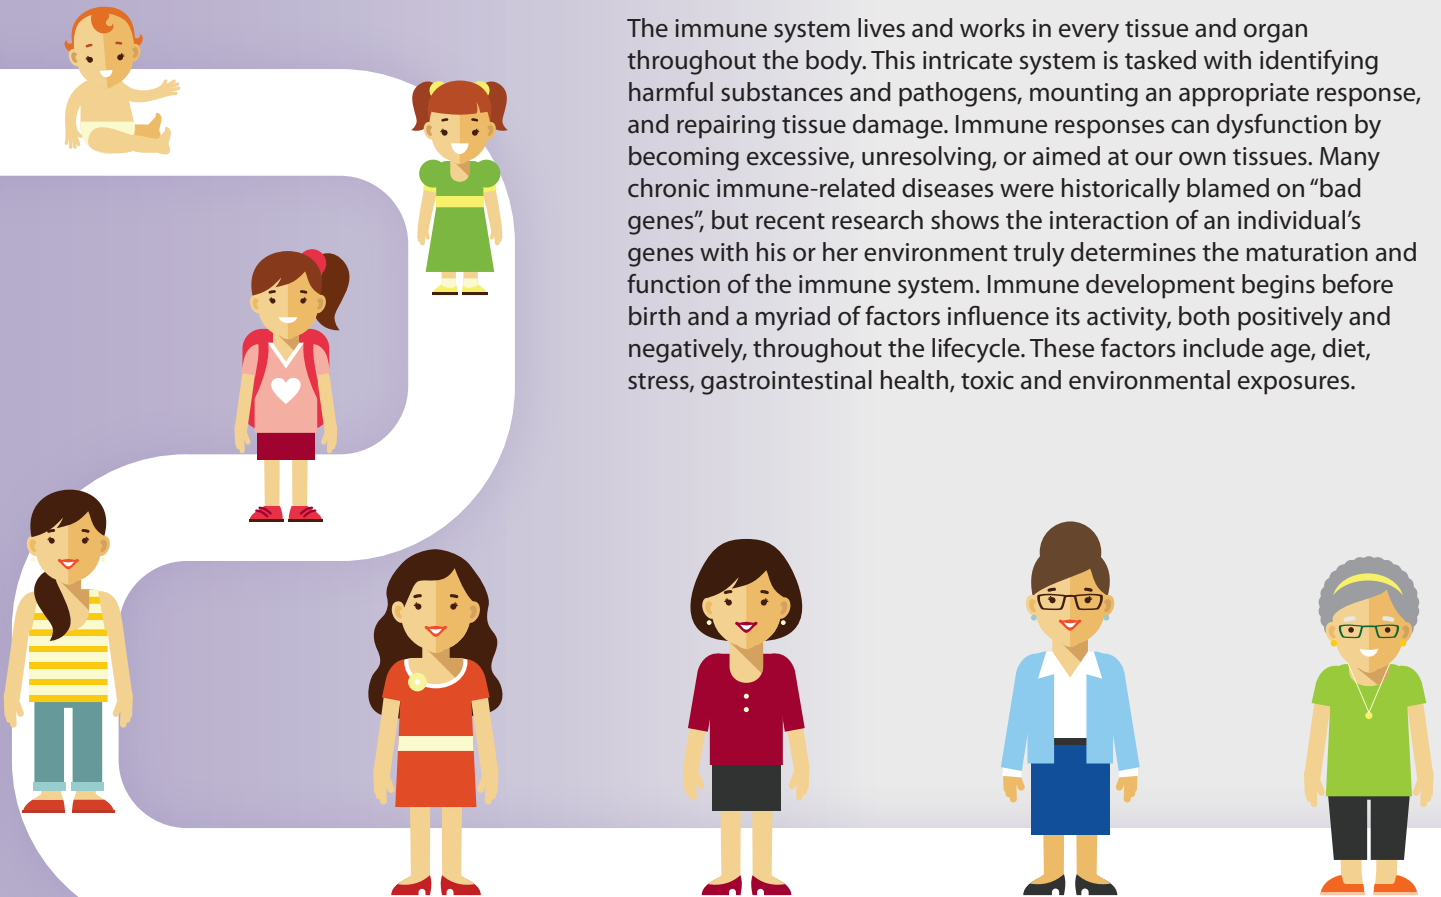 The immune system lives and works in every tissue and organ
throughout the body. This intricate system is tasked with identifying
harmful substances and pathogens, mounting an appropriate response,
and repairing tissue damage. Immune responses can dysfunction by
becoming excessive, unresolving, or aimed at our own tissues. Many
chronic immune-related diseases were historically blamed on “bad
genes”, but recent research shows the interaction of an individual’s
genes with his or her environment truly determines the maturation and
function of the immune system. Immune development begins before
birth and a myriad of factors influence its activity, both positively and
negatively, throughout the lifecycle. These factors include age, diet,
stress, gastrointestinal health, toxic and environmental exposures.